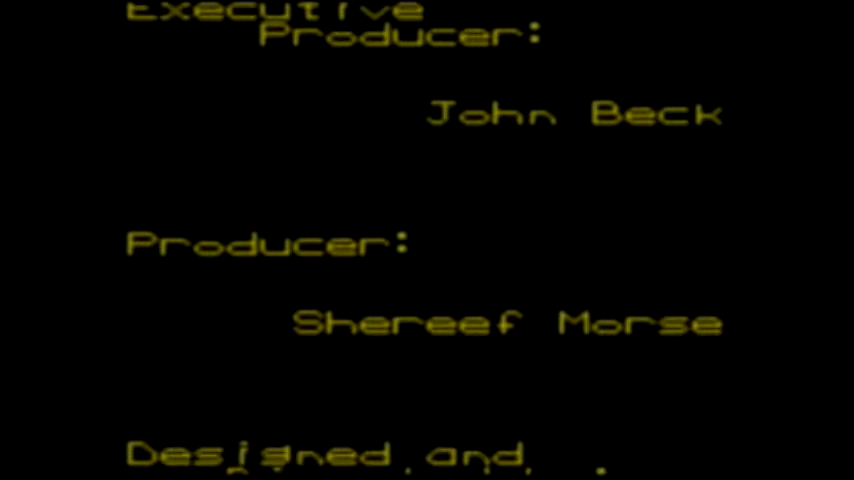 Executive
Producer:
John Beck
Producer:
Shereef Morse
Designed and